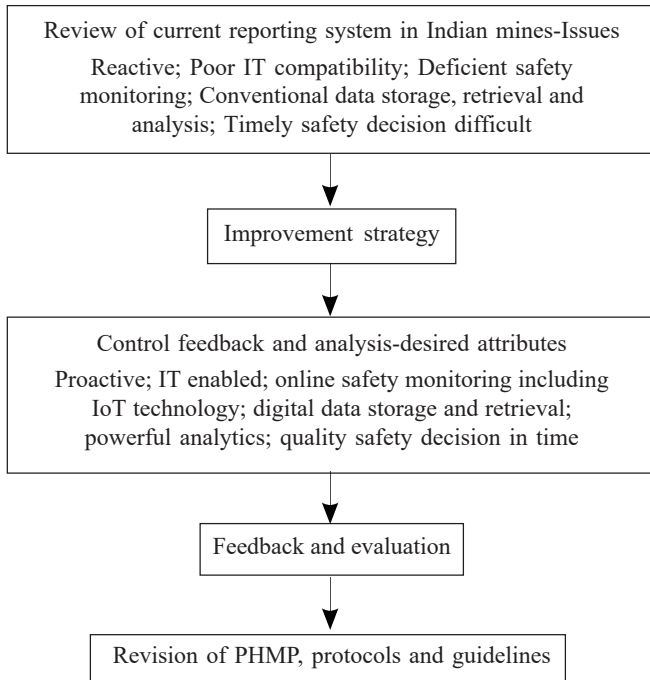 Review of current reporting system in Indian mines-Issues
Reactive; Poor IT compatibility; Deficient safety
monitoring; Conventional data storage, retrieval and
analysis; Timely safety decision difficult
Improvement strategy
Control feedback and analysis-desired attributes
Proactive; IT enabled; online safety monitoring including
IoT technology; digital data storage and retrieval;
powerful analytics; quality safety decision in time
Feedback and evaluation
Revision of PHMP, protocols and guidelines